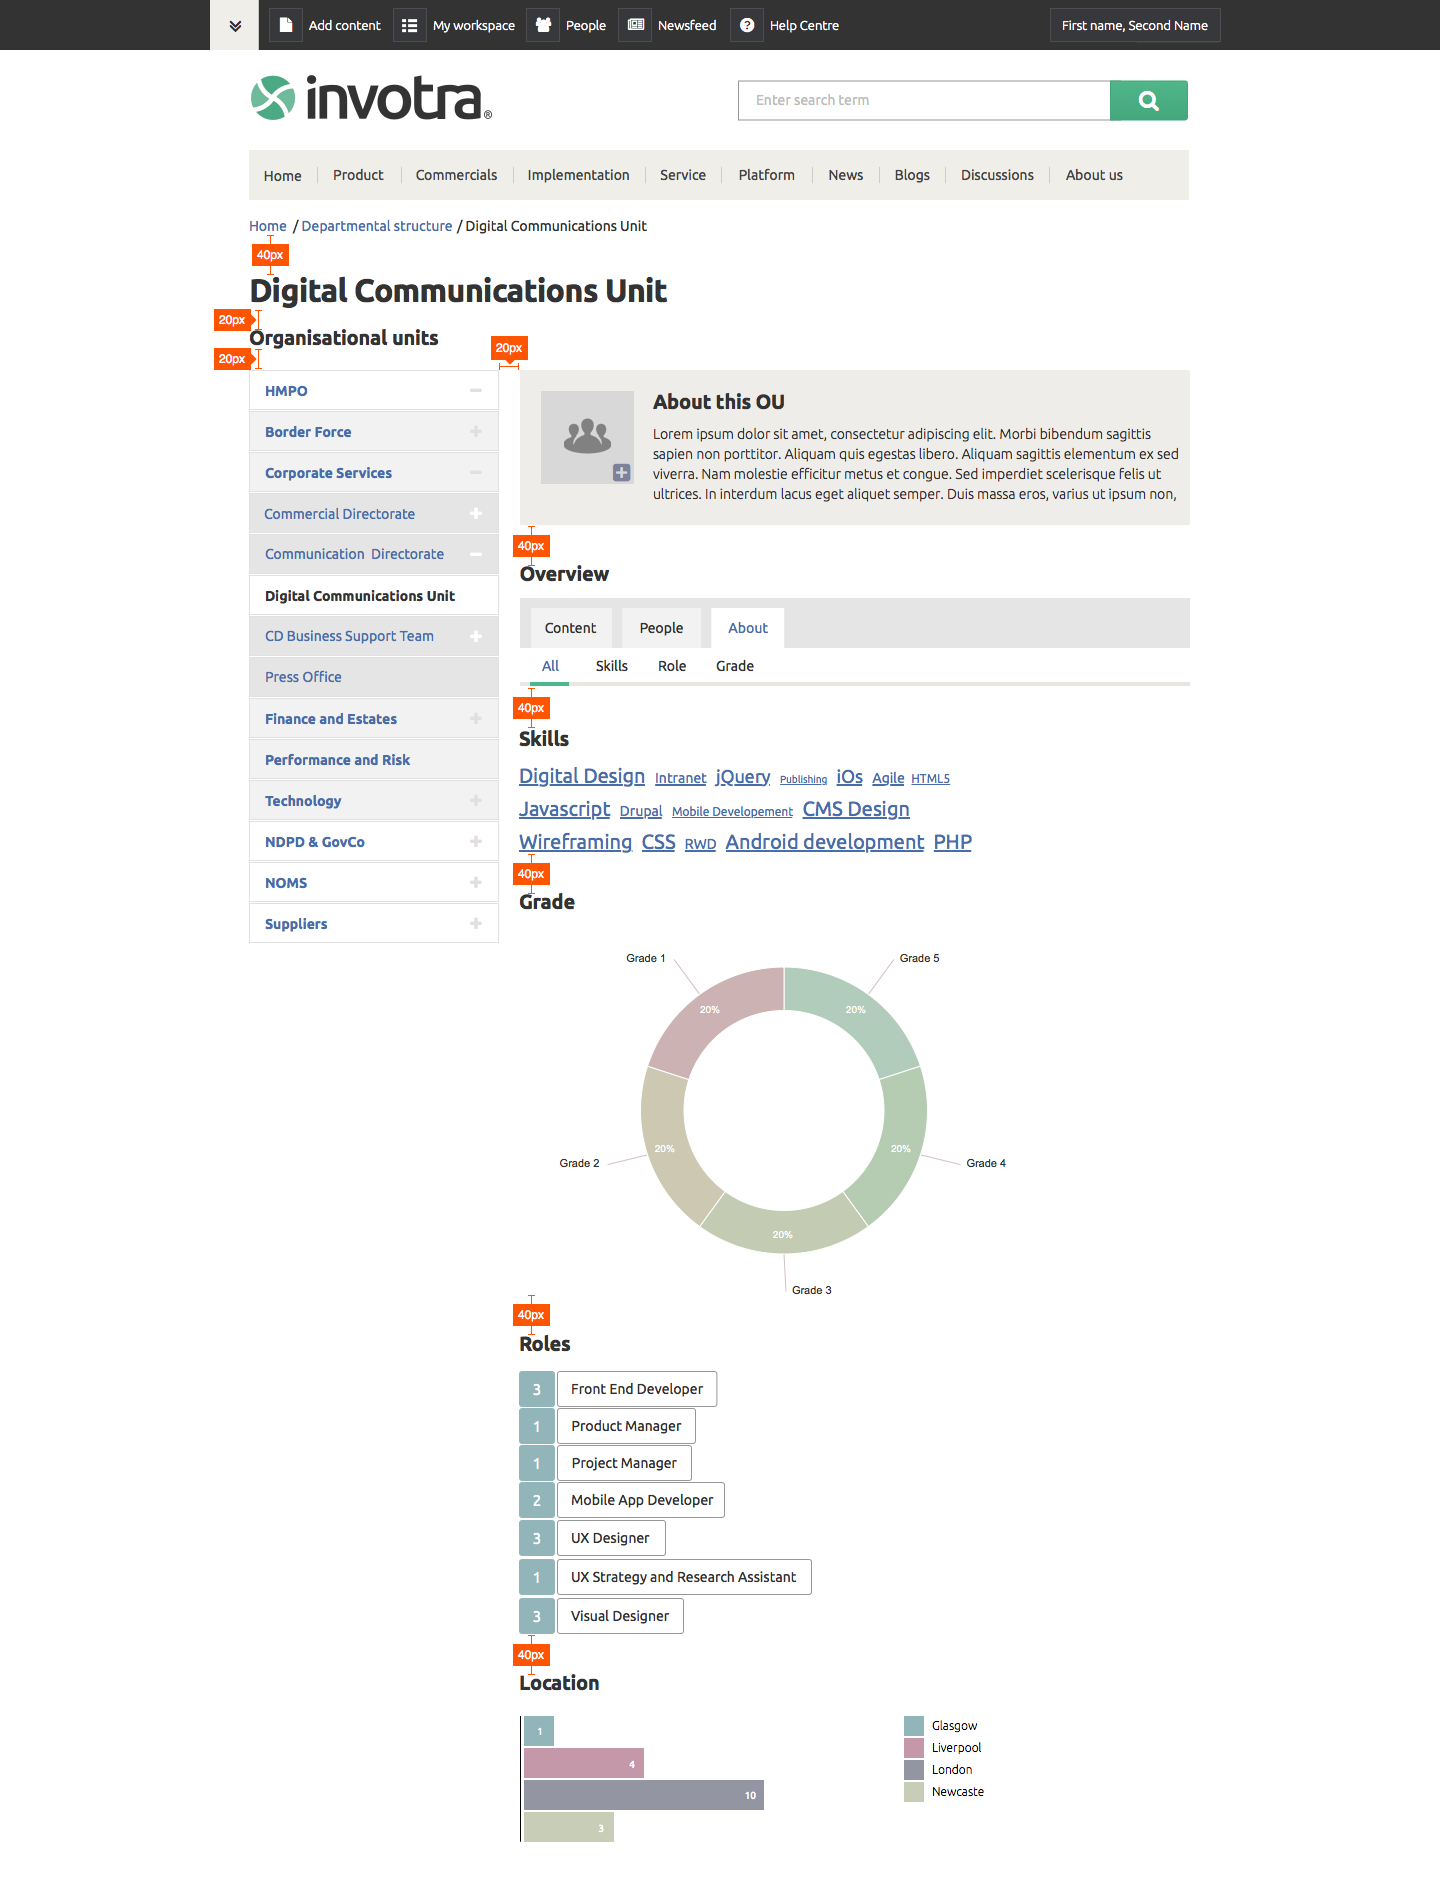 Add content My workspace People Newsfeed Help Centre First name, Second Name
invotra®
Enter search term
Home Product Commercials Implementation Service Platform News Blogs Discussions About us
Home / Departmental structure / Digital Communications Unit
40px
Digital Communications Unit
20px
Organisational units
20px
20px
HMPO
Border Force
Corporate Services
Commercial Directorate
Communication Directorate
Digital Communications Unit
CD Business Support Team
Press Office
Finance and Estates
Performance and Risk
Technology
NDPD & GovCo
NOMS
Suppliers
About this OU
Lorem ipsum dolor sit amet, consectetur adipiscing elit. Morbi bibendum sagittis
sapien non porttitor. Aliquam quis egestas libero. Aliquam sagittis elementum ex sed
viverra. Nam molestie efficitur metus et congue. Sed imperdiet scelerisque felis ut
ultrices. In interdum lacus eget aliquet semper. Duis massa eros, varius ut ipsum non,
40px
Overview
Content People About
All Skills Role Grade
40px
Skills
Digital Design Intranet jQuery Publishing iOs Agile HTML5
Javascript Drupal Mobile Developement CMS Design
Wireframing CSS RWD Android development PHP
40px
Grade
Grade 1 Grade 5
20% 20%
20% 20%
Grade 2 Grade 4
20%
Grade 3
40px
Roles
3 Front End Developer
1 Product Manager
1 Project Manager
2 Mobile App Developer
3 UX Designer
1 UX Strategy and Research Assistant
3 Visual Designer
40px
Location
1 Glasgow
4 Liverpool
10 London
3 Newcaste